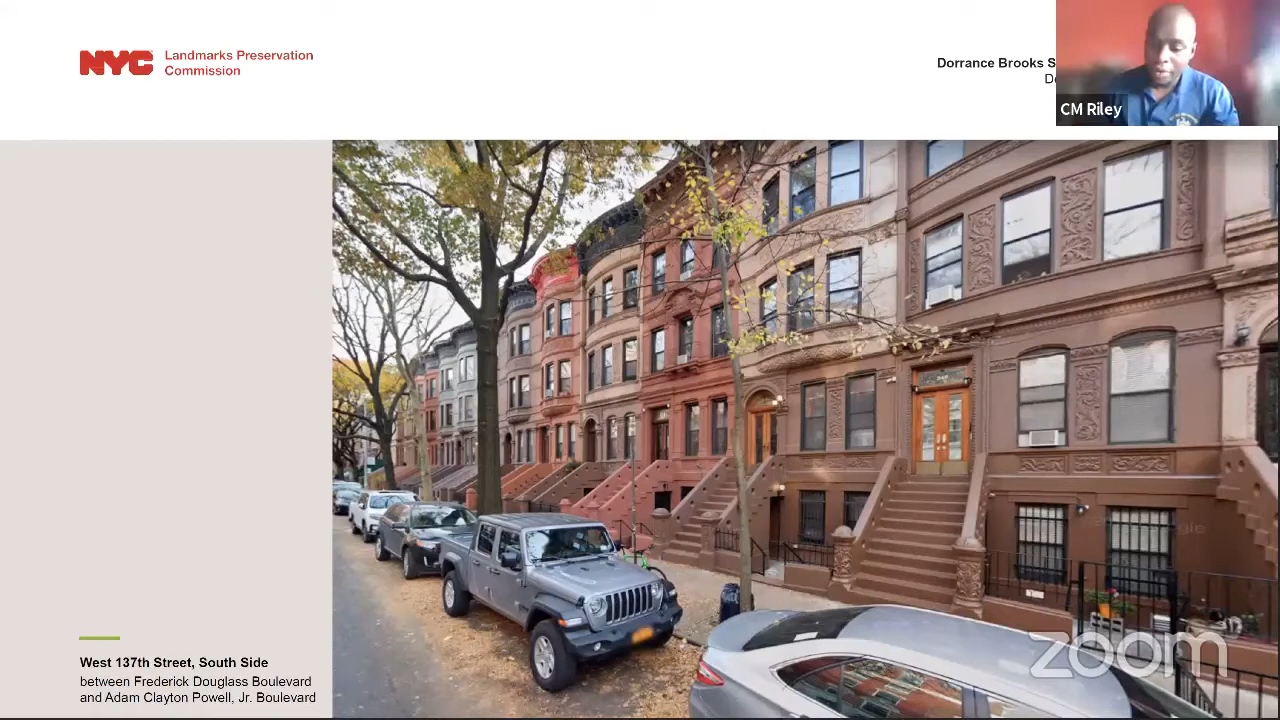 NYC
Landmarks Preservation
Commission
Dorrance Brooks
CM Riley
West 137th Street, South Side
between Frederick Douglass Boulevard
and Adam Clayton Powell, Jr. Boulevard
zoom